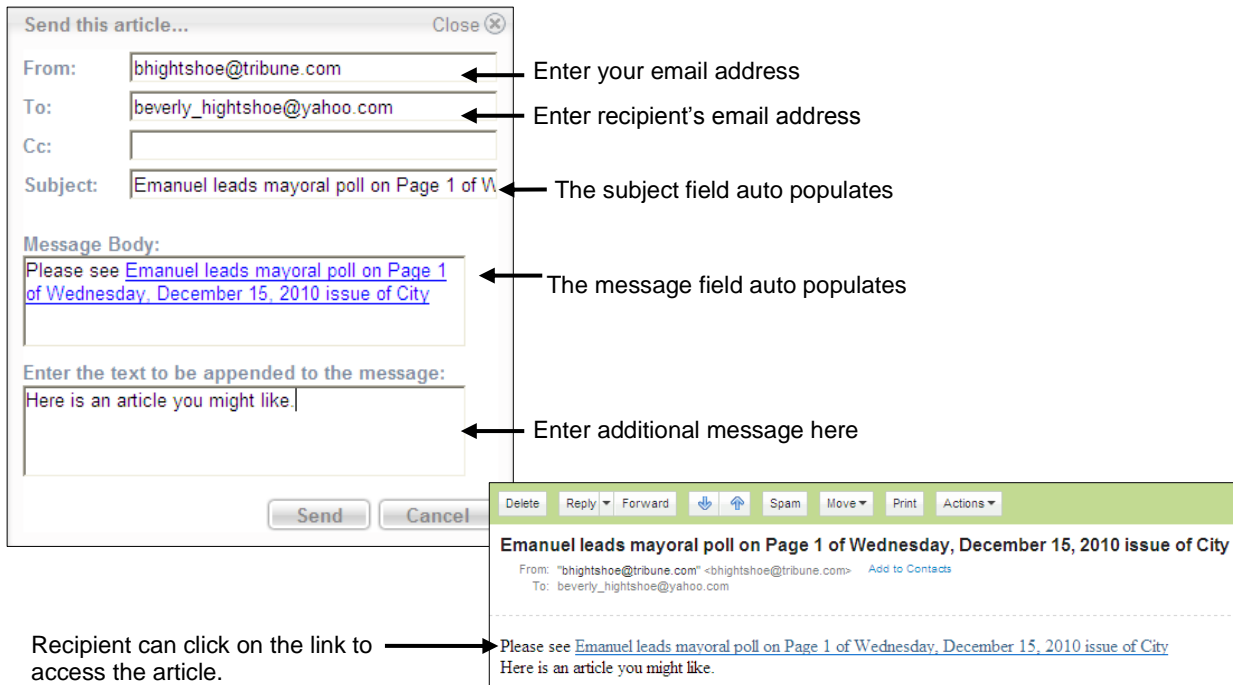 Send this article...
Close
From:
bhightshoe@tribune.com
Enter your email address
To:
beverly_hightshoe@yahoo.com
Enter recipient's email address
Cc:
Subject:
Emanuel leads mayoral poll on Page 1 of W
The subject field auto populates
Message Body:
Please see Emanuel leads mayoral poll on Page 1
of Wednesday, December 15, 2010 issue of City
The message field auto populates
Enter the text to be appended to the message:
Here is an article you might like.
Enter additional message here
Send
Cancel
Delete Reply Forward Spam Move Print Actions
Emanuel leads mayoral poll on Page 1 of Wednesday, December 15, 2010 issue of City
From: "bhightshoe@tribune.com" <bhightshoe@tribune.com> Add to Contacts
To: beverly_hightshoe@yahoo.com
Recipient can click on the link to
access the article.
Please see Emanuel leads mayoral poll on Page 1 of Wednesday, December 15, 2010 issue of City
Here is an article you might like.